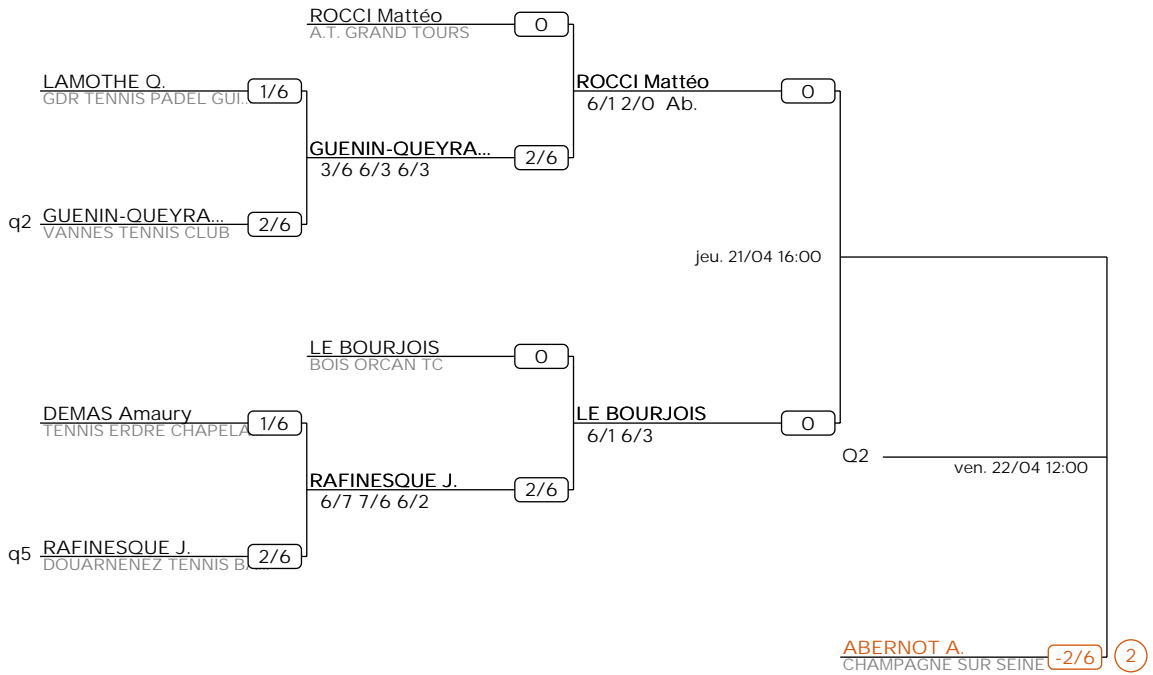 ROCCI Mattéo
A.T. GRAND TOURS
0
LAMOTHE Q.
GDR TENNIS PADEL GUI...
1/6
ROCCI Mattéo
6/1 2/0 Ab.
0
GUENIN-QUEYRA...
3/6 6/3 6/3
2/6
q2
GUENIN-QUEYRA...
VANNES TENNIS CLUB
2/6
jeu. 21/04 16:00
LE BOURJOIS
BOIS ORCAN TC
0
DEMAS Amaury
TENNIS ERDRE CHAPELA
1/6
LE BOURJOIS
6/1 6/3
0
Q2
ven. 22/04 12:00
RAFINESQUE J.
6/7 7/6 6/2
2/6
q5
RAFINESQUE J.
DOUARNENEZ TENNIS BA...
2/6
ABERNOT A.
CHAMPAGNE SUR SEINE
-2/6
2